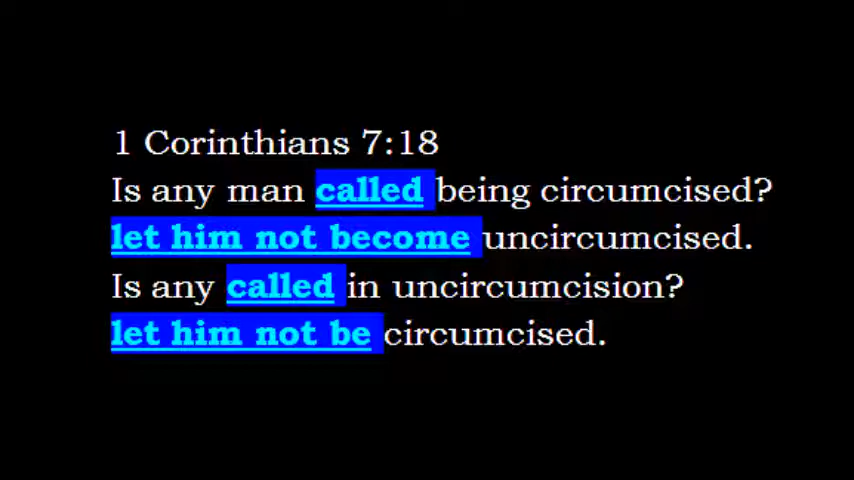 1 Corinthians 7:18
Is any man called being circumcised?
let him not become uncircumcised.
Is any called in uncircumcision?
let him not be circumcised.